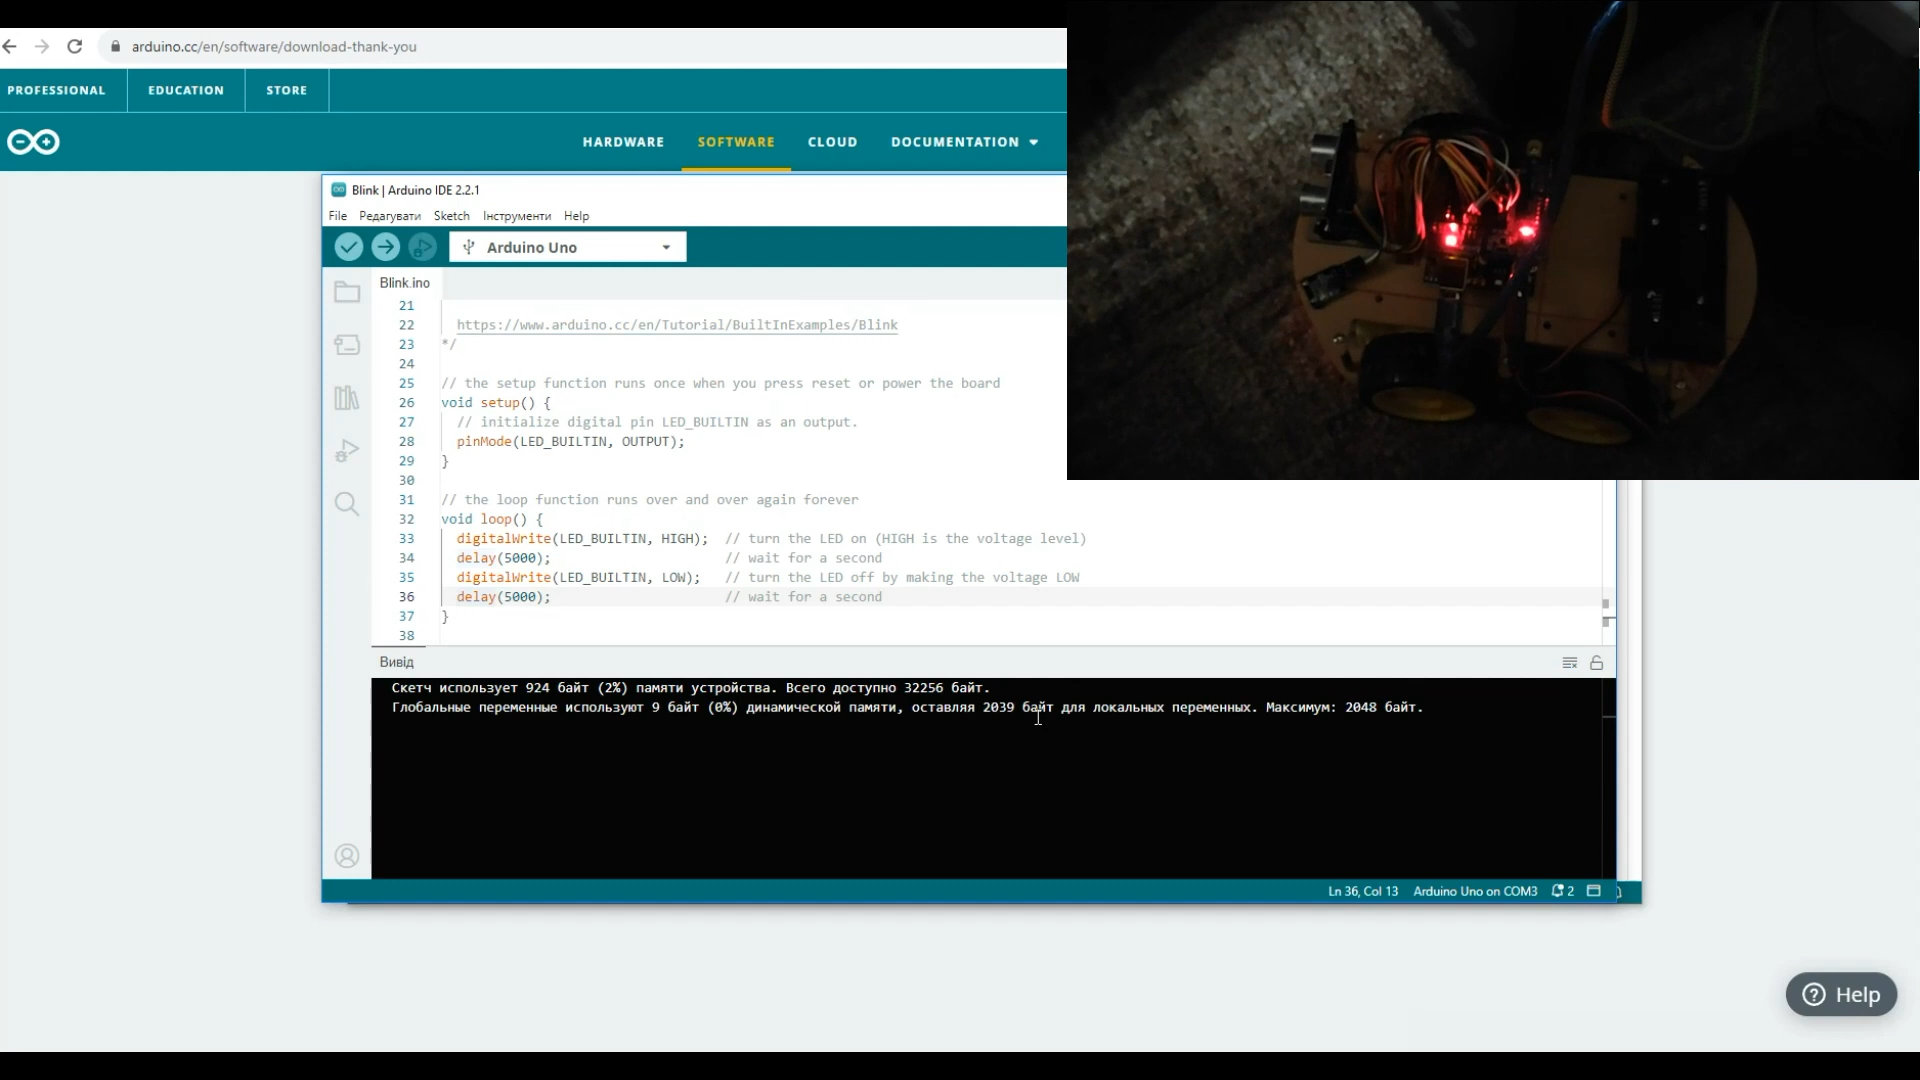 arduino.cc/en/software/download-thank-you
PROFESSIONAL EDUCATION STORE
HARDWARE SOFTWARE CLOUD DOCUMENTATION
Blink | Arduino IDE 2.2.1
File Редагувати Sketch Інструменти Help
Arduino Uno
Blink.ino
21
22 https://www.arduino.cc/en/Tutorial/BuiltInExamples/Blink
23 */
24
25 // the setup function runs once when you press reset or power the board
26 void setup() {
27 // initialize digital pin LED_BUILTIN as an output.
28 pinMode(LED_BUILTIN, OUTPUT);
29 }
30
31 // the loop function runs over and over again forever
32 void loop() {
33 digitalWrite(LED_BUILTIN, HIGH); // turn the LED on (HIGH is the voltage level)
34 delay(5000); // wait for a second
35 digitalWrite(LED_BUILTIN, LOW); // turn the LED off by making the voltage LOW
36 delay(5000); // wait for a second
37 }
38
Вивід
Скетч использует 924 байт (2%) памяти устройства. Всего доступно 32256 байт.
Глобальные переменные используют 9 байт (0%) динамической памяти, оставляя 2039 байт для локальных переменных. Максимум: 2048 байт.
Ln 36, Col 13 Arduino Uno on COM3 2
Help